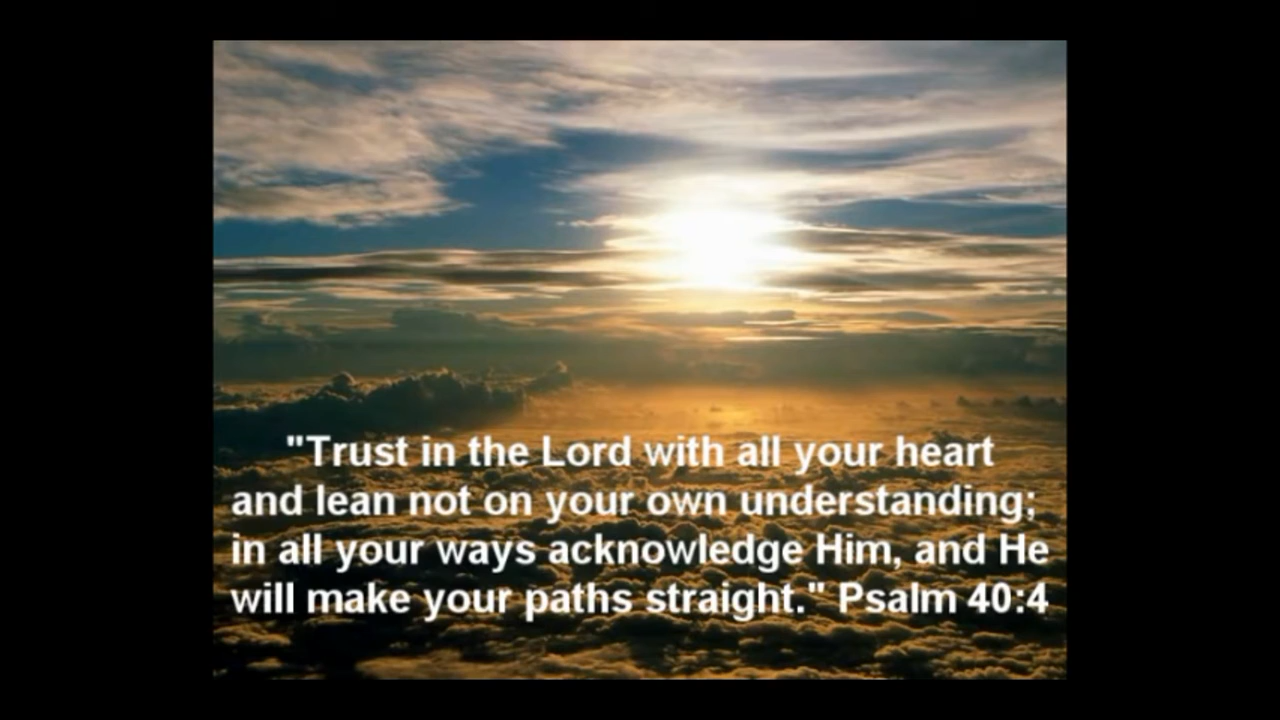 "Trust in the Lord with all your heart
and lean not on your own understanding;
in all your ways acknowledge Him, and He
will make your paths straight." Psalm 40:4